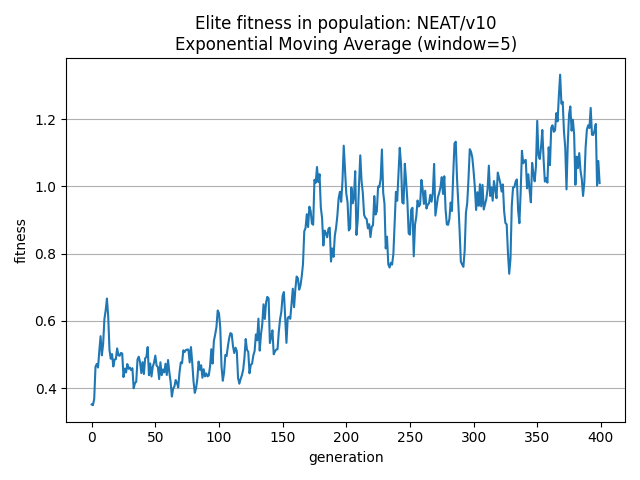 Elite fitness in population: NEAT/v10
Exponential Moving Average (window=5)
1.2
1.0
0.8
0.6
0.4
fitness
0 50 100 150 200 250 300 350 400
generation